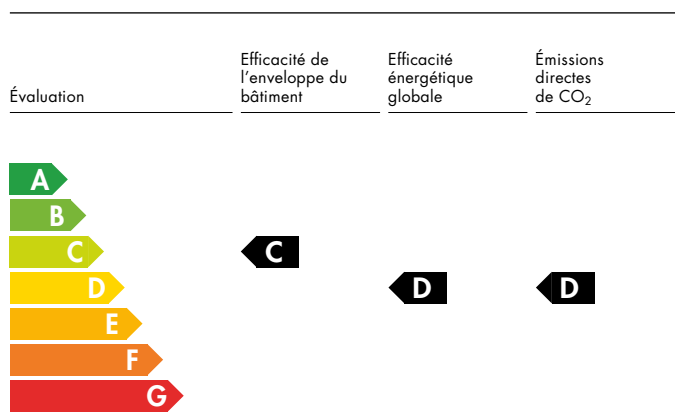 Évaluation
Efficacité de
l'enveloppe du
bâtiment
Efficacité
énergétique
globale
Émissions
directes
de CO₂
A
B
C
C
D
D
D
E
F
G